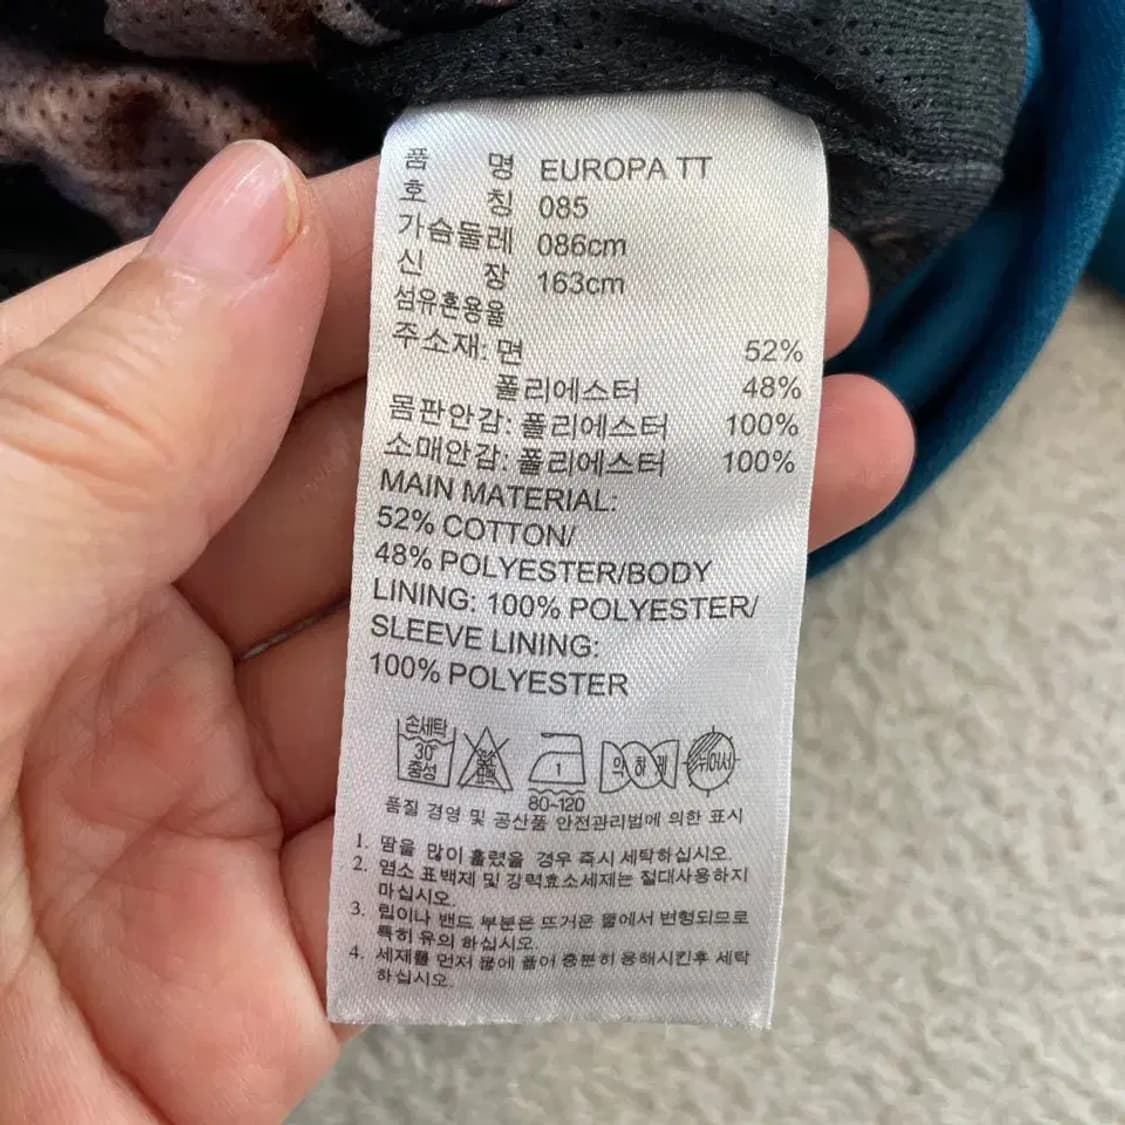 품 명 EUROPA TT
호 칭 085
가슴둘레 086cm
신 장 163cm
섬유혼용율
주소재: 면 52%
폴리에스터 48%
몸판안감: 폴리에스터 100%
소매안감: 폴리에스터 100%
MAIN MATERIAL:
52% COTTON/
48% POLYESTER/BODY
LINING: 100% POLYESTER/
SLEEVE LINING:
100% POLYESTER
손세탁
30°
중성
1
80~120
약하게
드라이
품질 경영 및 공산품 안전관리법에 의한 표시
1. 땀을 많이 흘렸을 경우 즉시 세탁하십시오.
2. 염소 표백제 및 강력효소세제는 절대사용하지
마십시오.
3. 립이나 밴드 부분은 뜨거운 물에서 변형되므로
특히 유의 하십시오.
4. 세제를 먼저 물에 풀어 충분히 용해시킨후 세탁
하십시오.